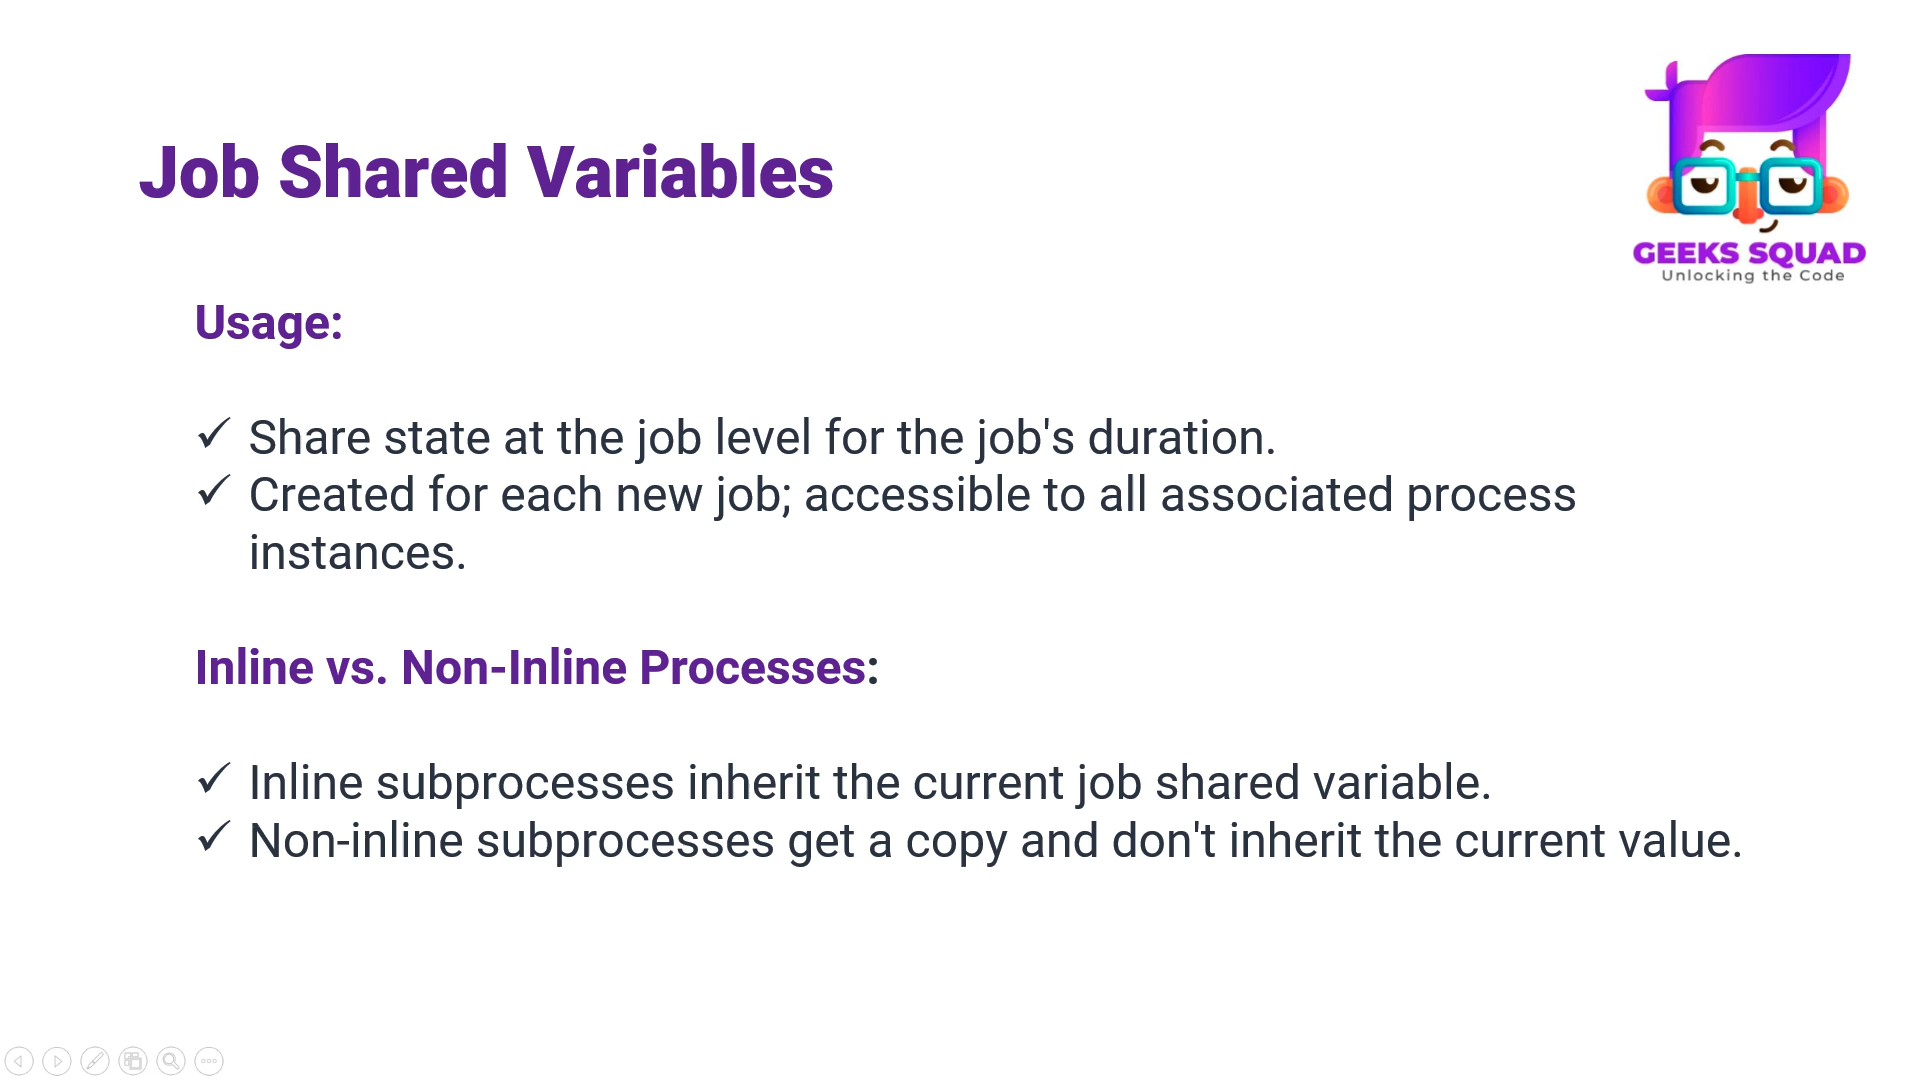 Job Shared Variables
GEEKS SQUAD
Unlocking the Code
Usage:
✓ Share state at the job level for the job's duration.
✓ Created for each new job; accessible to all associated process
instances.
Inline vs. Non-Inline Processes:
✓ Inline subprocesses inherit the current job shared variable.
✓ Non-inline subprocesses get a copy and don't inherit the current value.